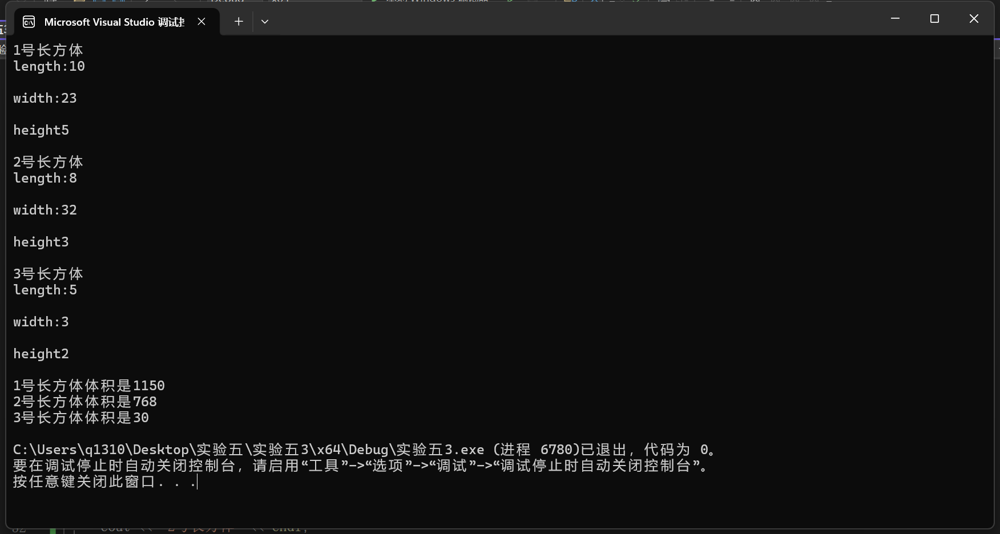 Microsoft Visual Studio 调试
1号长方体
length:10
width:23
height5
2号长方体
length:8
width:32
height3
3号长方体
length:5
width:3
height2
1号长方体体积是1150
2号长方体体积是768
3号长方体体积是30
C:\Users\q1310\Desktop\实验五\实验五3\x64\Debug\实验五3.exe (进程 6780)已退出，代码为 0。
要在调试停止时自动关闭控制台，请启用“工具”->“选项”->“调试”->“调试停止时自动关闭控制台”。
按任意键关闭此窗口. . .